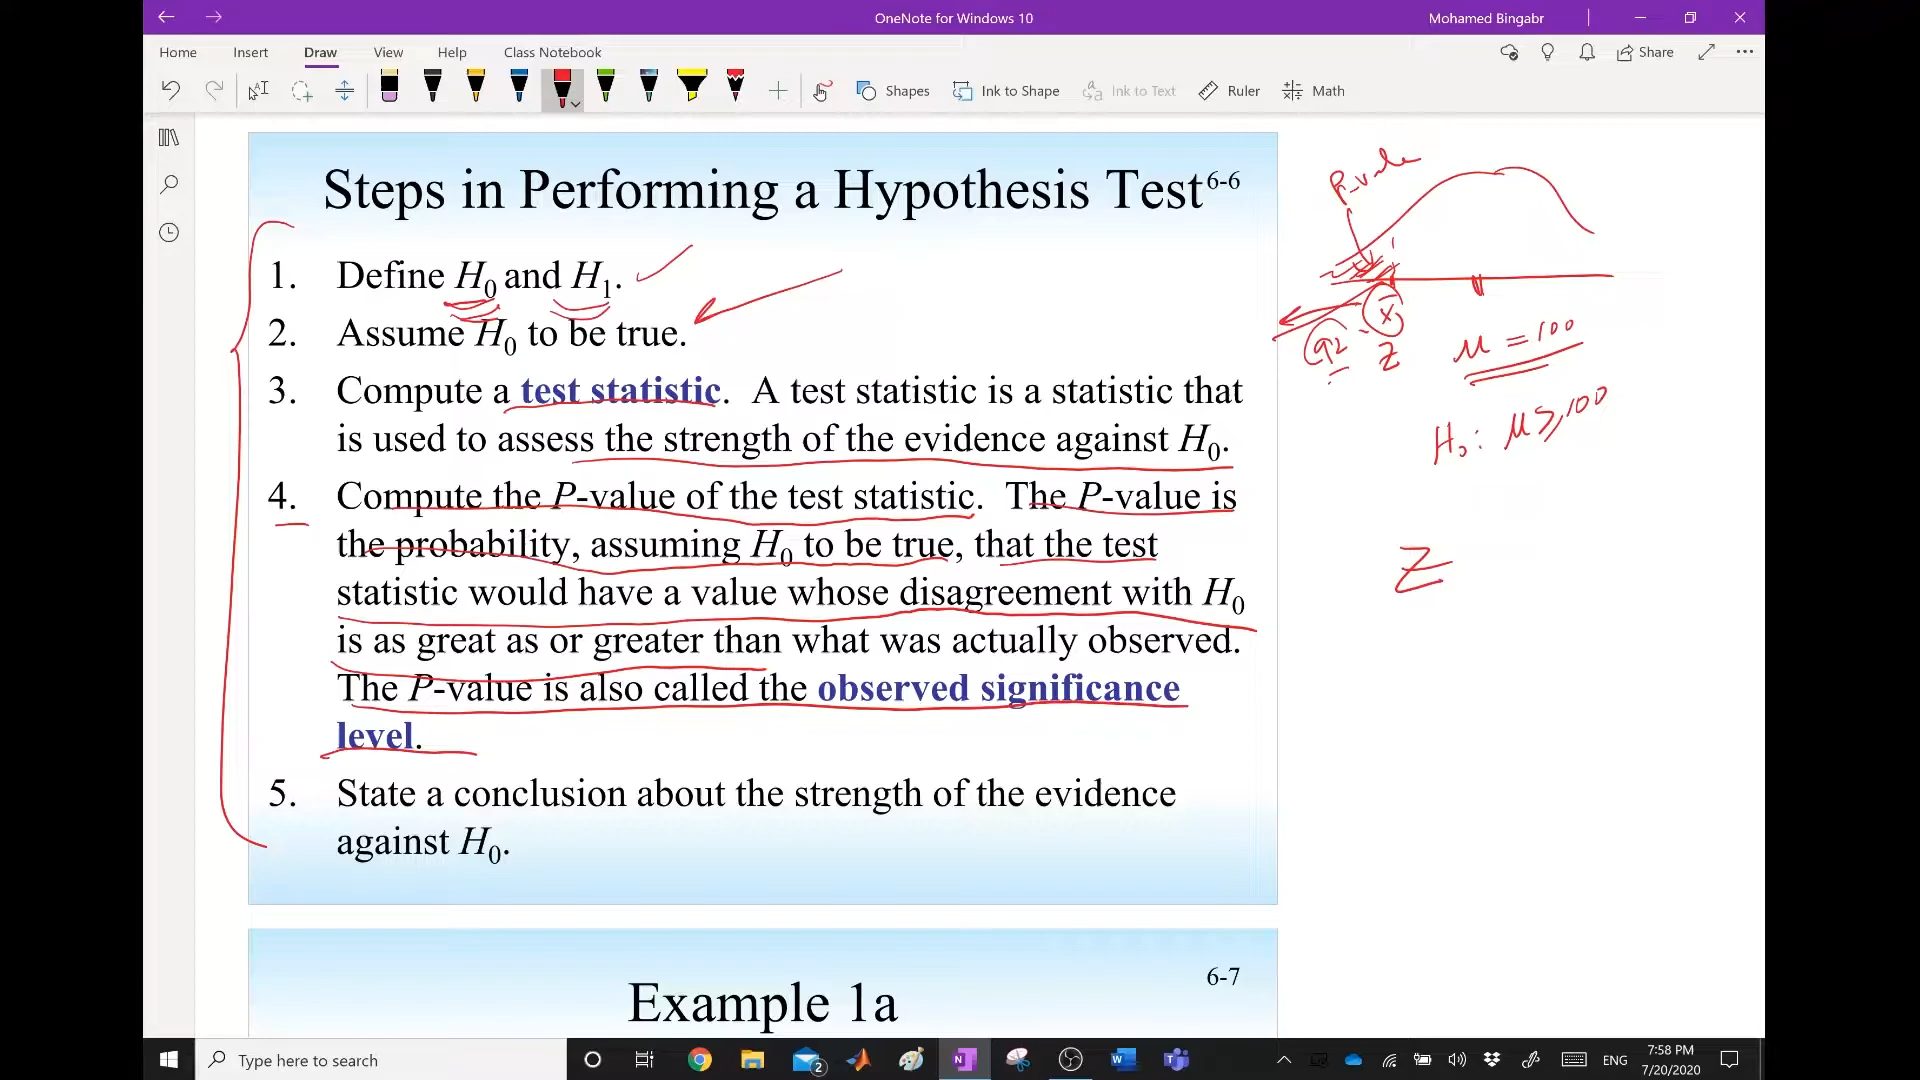 OneNote for Windows 10
Mohamed Bingabr
Home Insert Draw View Help Class Notebook
Share
Shapes Ink to Shape Ink to Text Ruler Math
Steps in Performing a Hypothesis Test 6-6
1. Define H0 and H1.
2. Assume H0 to be true.
3. Compute a test statistic. A test statistic is a statistic that
is used to assess the strength of the evidence against H0.
4. Compute the P-value of the test statistic. The P-value is
the probability, assuming H0 to be true, that the test
statistic would have a value whose disagreement with H0
is as great as or greater than what was actually observed.
The P-value is also called the observed significance
level.
5. State a conclusion about the strength of the evidence
against H0.
P-value
x̄
92 Z
μ = 100
H0: μ ≥ 100
Z
6-7
Example 1a
Type here to search
2
ENG
7:58 PM
7/20/2020